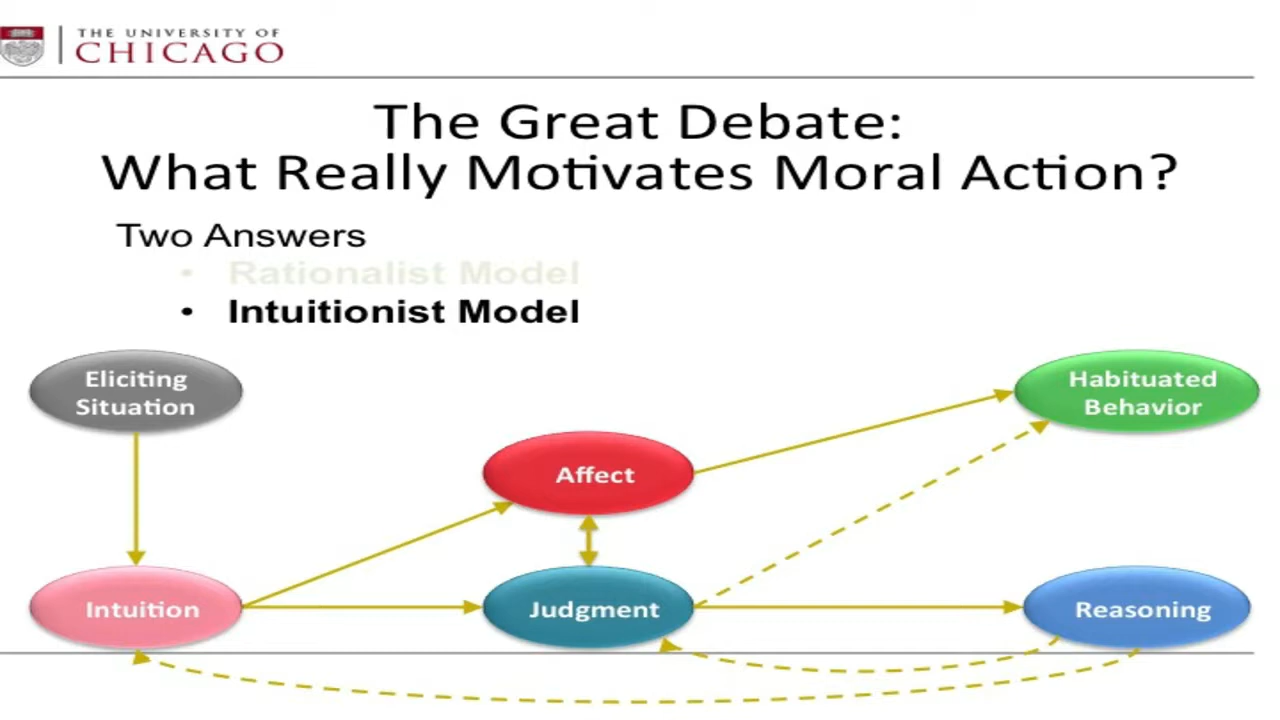 THE UNIVERSITY OF
CHICAGO
The Great Debate:
What Really Motivates Moral Action?
Two Answers
• Rationalist Model
• Intuitionist Model
Eliciting
Situation
Habituated
Behavior
Affect
Intuition
Judgment
Reasoning